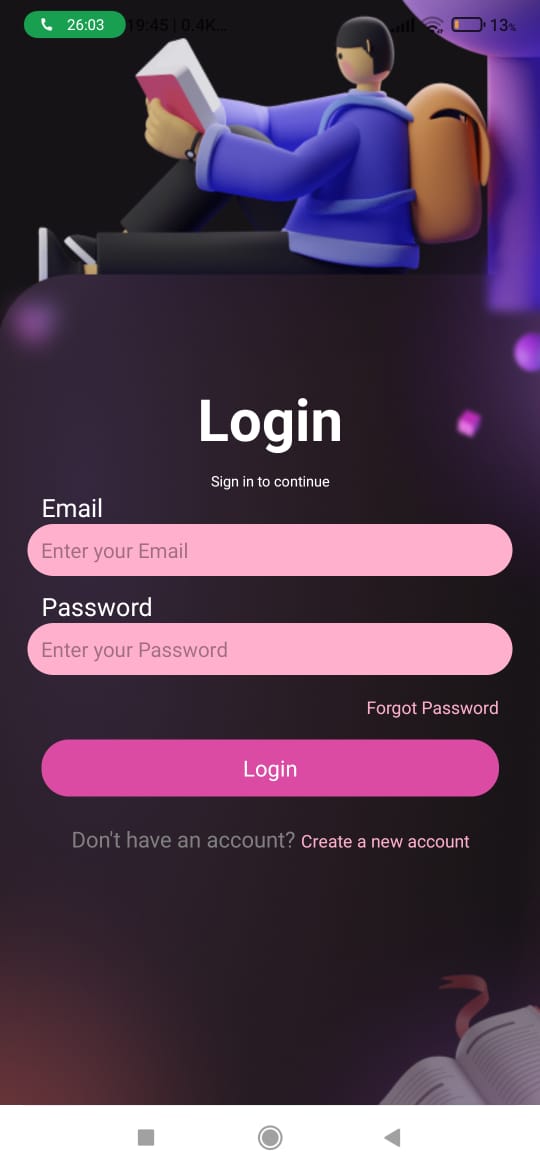 26:03 19:45 | 0.4K... 13%
Login
Sign in to continue
Email
Enter your Email
Password
Enter your Password
Forgot Password
Login
Don't have an account? Create a new account